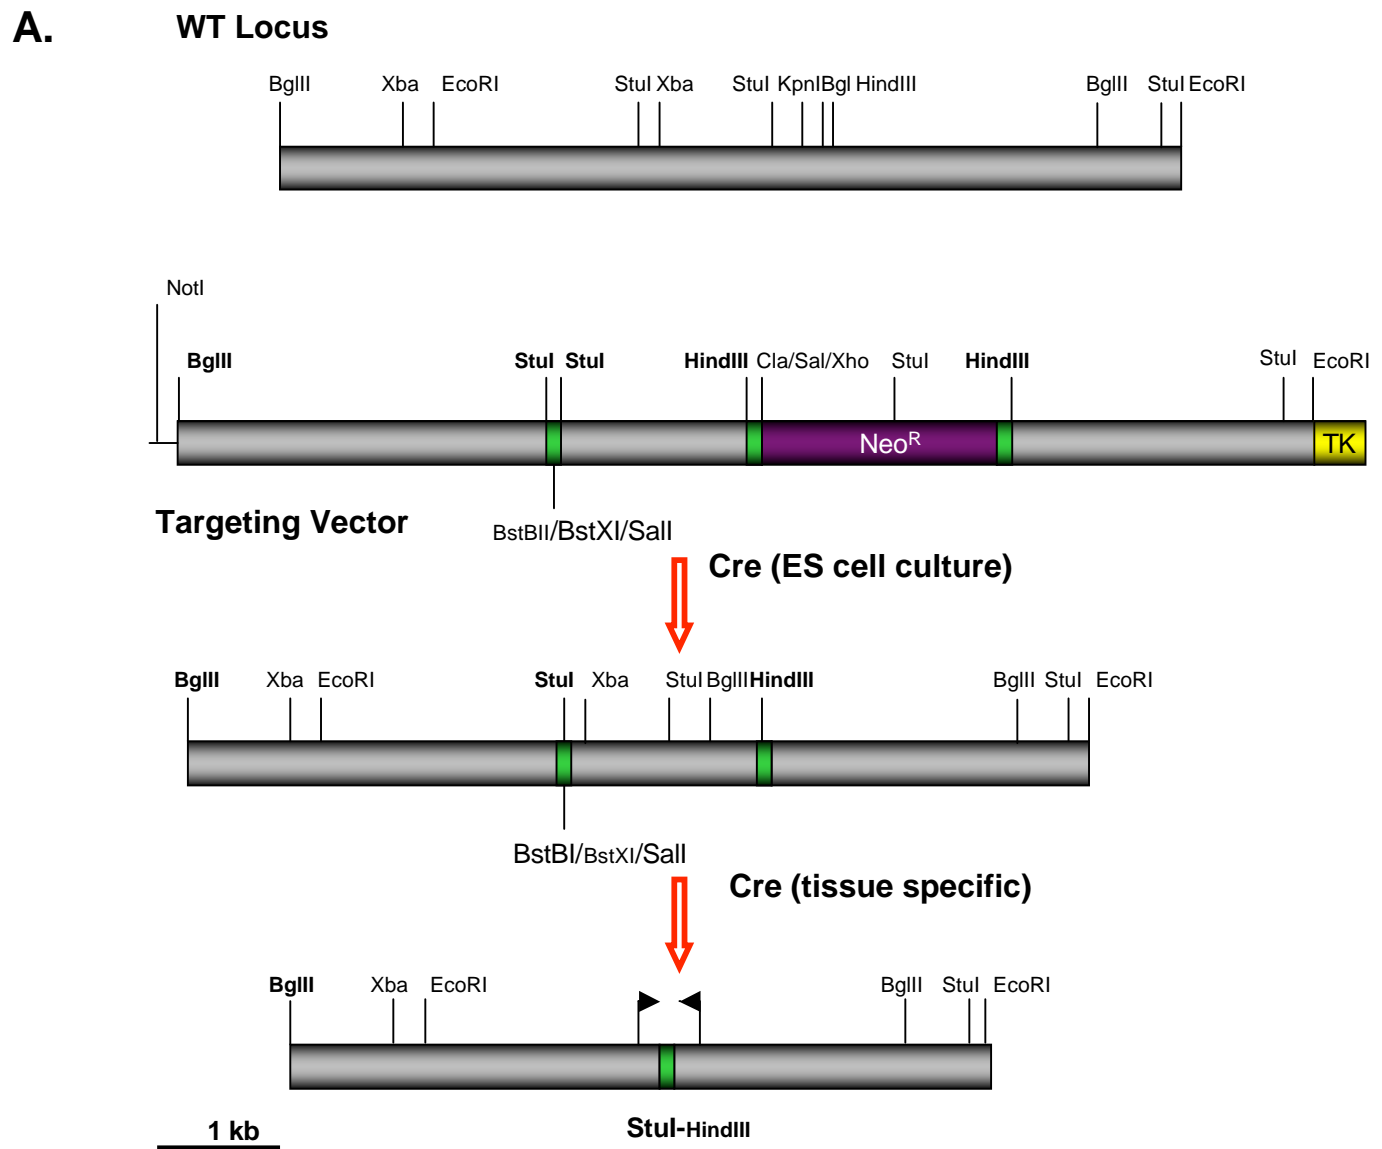 A. WT Locus
BglII Xba EcoRI StuI Xba StuI KpnI BgI HindIII BglII StuI EcoRI
NotI
BglII StuI StuI HindIII Cla/Sal/Xho StuI HindIII StuI EcoRI
Neo^R TK
Targeting Vector BstBII/BstXI/SalI
Cre (ES cell culture)
BglII Xba EcoRI StuI Xba StuI BglII HindIII BglII StuI EcoRI
BstBI/BstXI/SalI
Cre (tissue specific)
BglII Xba EcoRI BglII StuI EcoRI
1 kb StuI-HindIII